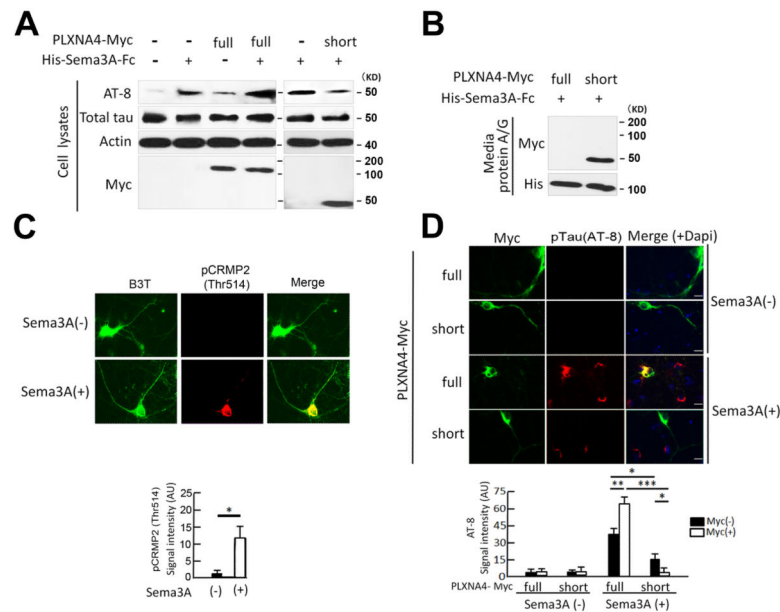 A
PLXNA4-Myc - - full full - short
His-Sema3A-Fc - + - + + +
(KD)
AT-8 50
Total tau 50
Actin 40
Myc 200
100
50
Cell lysates
B
PLXNA4-Myc full short
His-Sema3A-Fc + +
(KD)
200
Myc 100
50
His 100
Media
protein A/G
C
pCRMP2
B3T (Thr514) Merge
Sema3A(-)
Sema3A(+)
pCRMP2 (Thr514)
Signal intensity (AU)
25
20
15
10
5
0
*
Sema3A (-) (+)
D
Myc pTau(AT-8) Merge (+Dapi)
PLXNA4-Myc
full
short
full
short
Sema3A(-)
Sema3A(+)
AT-8
Signal intensity (AU)
75
60
45
30
15
0
*
** ***
*
Myc(-)
Myc(+)
PLXNA4- Myc full short full short
Sema3A (-) Sema3A (+)